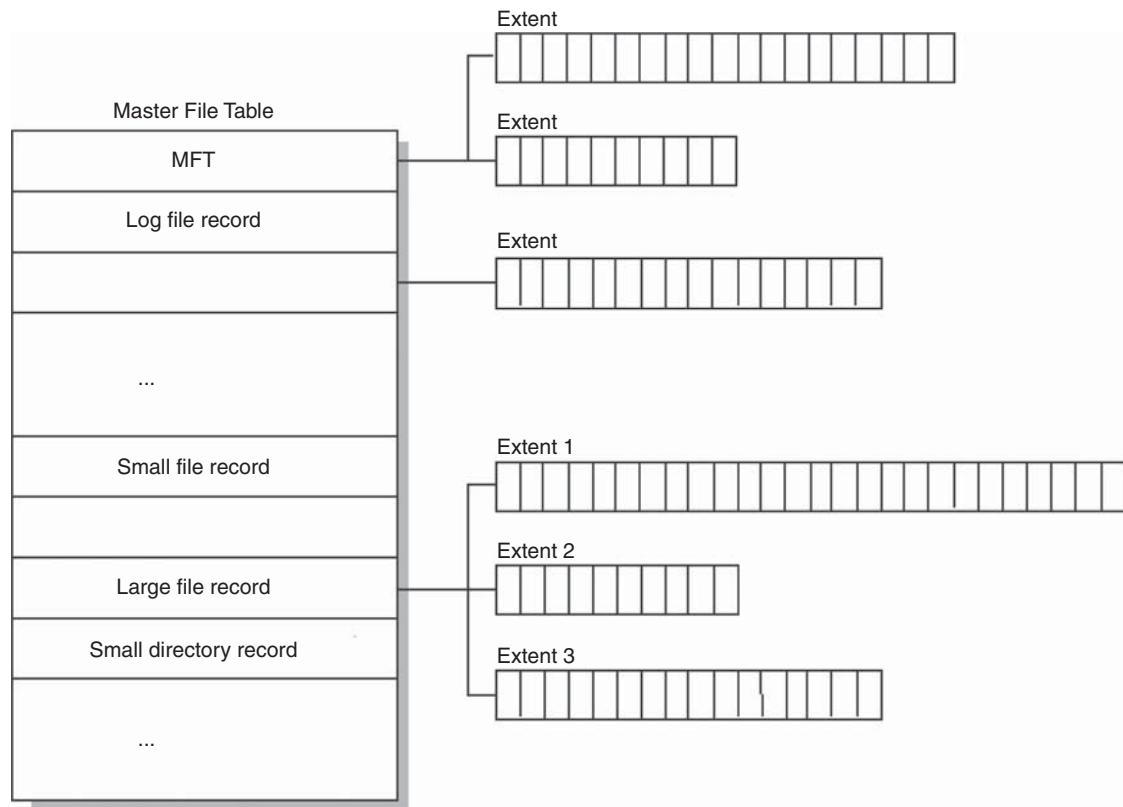 Master File Table
MFT
Log file record
...
Small file record
Large file record
Small directory record
...
Extent
Extent
Extent
Extent 1
Extent 2
Extent 3